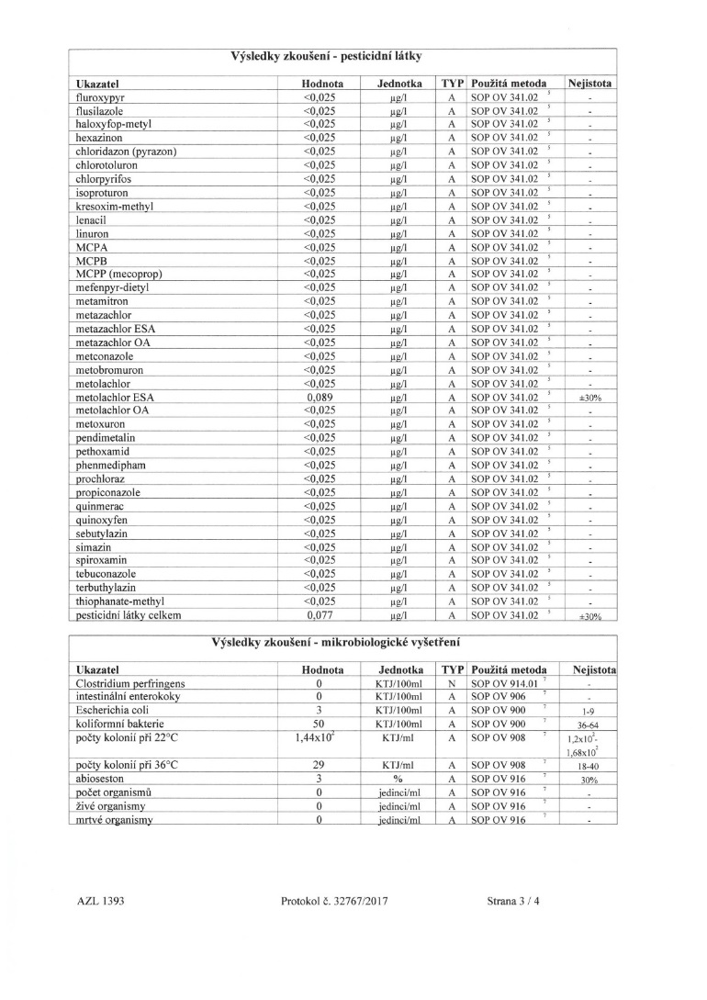 Výsledky zkoušení - pesticidní látky
Ukazatel Hodnota Jednotka TYP Použitá metoda Nejistota
fluroxypyr <0,025 µg/l A SOP OV 341.02 5 -
flusilazole <0,025 µg/l A SOP OV 341.02 5 -
haloxyfop-metyl <0,025 µg/l A SOP OV 341.02 5 -
hexazinon <0,025 µg/l A SOP OV 341.02 5 -
chloridazon (pyrazon) <0,025 µg/l A SOP OV 341.02 5 -
chlorotoluron <0,025 µg/l A SOP OV 341.02 5 -
chlorpyrifos <0,025 µg/l A SOP OV 341.02 5 -
isoproturon <0,025 µg/l A SOP OV 341.02 5 -
kresoxim-methyl <0,025 µg/l A SOP OV 341.02 5 -
lenacil <0,025 µg/l A SOP OV 341.02 5 -
linuron <0,025 µg/l A SOP OV 341.02 5 -
MCPA <0,025 µg/l A SOP OV 341.02 5 -
MCPB <0,025 µg/l A SOP OV 341.02 5 -
MCPP (mecoprop) <0,025 µg/l A SOP OV 341.02 5 -
mefenpyr-dietyl <0,025 µg/l A SOP OV 341.02 5 -
metamitron <0,025 µg/l A SOP OV 341.02 5 -
metazachlor <0,025 µg/l A SOP OV 341.02 5 -
metazachlor ESA <0,025 µg/l A SOP OV 341.02 5 -
metazachlor OA <0,025 µg/l A SOP OV 341.02 5 -
metconazole <0,025 µg/l A SOP OV 341.02 5 -
metobromuron <0,025 µg/l A SOP OV 341.02 5 -
metolachlor <0,025 µg/l A SOP OV 341.02 5 -
metolachlor ESA 0,089 µg/l A SOP OV 341.02 5 ±30%
metolachlor OA <0,025 µg/l A SOP OV 341.02 5 -
metoxuron <0,025 µg/l A SOP OV 341.02 5 -
pendimetalin <0,025 µg/l A SOP OV 341.02 5 -
pethoxamid <0,025 µg/l A SOP OV 341.02 5 -
phenmedipham <0,025 µg/l A SOP OV 341.02 5 -
prochloraz <0,025 µg/l A SOP OV 341.02 5 -
propiconazole <0,025 µg/l A SOP OV 341.02 5 -
quinmerac <0,025 µg/l A SOP OV 341.02 5 -
quinoxyfen <0,025 µg/l A SOP OV 341.02 5 -
sebutylazin <0,025 µg/l A SOP OV 341.02 5 -
simazin <0,025 µg/l A SOP OV 341.02 5 -
spiroxamin <0,025 µg/l A SOP OV 341.02 5 -
tebuconazole <0,025 µg/l A SOP OV 341.02 5 -
terbuthylazin <0,025 µg/l A SOP OV 341.02 5 -
thiophanate-methyl <0,025 µg/l A SOP OV 341.02 5 -
pesticidní látky celkem 0,077 µg/l A SOP OV 341.02 5 ±30%
Výsledky zkoušení - mikrobiologické vyšetření
Ukazatel Hodnota Jednotka TYP Použitá metoda Nejistota
Clostridium perfringens 0 KTJ/100ml N SOP OV 914.01 7 -
intestinální enterokoky 0 KTJ/100ml A SOP OV 906 7 -
Escherichia coli 3 KTJ/100ml A SOP OV 900 7 1-9
koliformní bakterie 50 KTJ/100ml A SOP OV 900 7 36-64
počty kolonií při 22°C 1,44x10² KTJ/ml A SOP OV 908 7 1,2x10²-
1,68x10²
počty kolonií při 36°C 29 KTJ/ml A SOP OV 908 7 18-40
abioseston 3 % A SOP OV 916 7 30%
počet organismů 0 jedinci/ml A SOP OV 916 7 -
živé organismy 0 jedinci/ml A SOP OV 916 7 -
mrtvé organismy 0 jedinci/ml A SOP OV 916 7 -
AZL 1393 Protokol č. 32767/2017 Strana 3 / 4